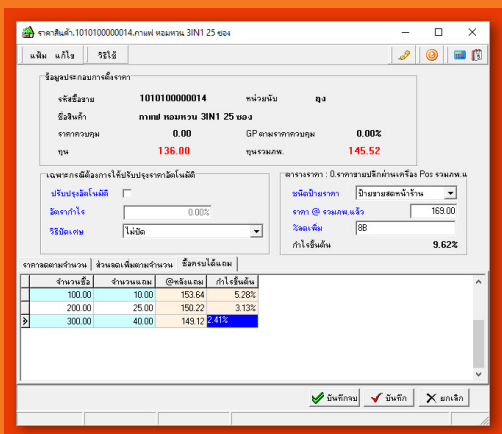 ราคาสินค้า.1010100000014.กาแฟ หอมหวน 3IN1 25 ซอง
แฟ้ม แก้ไข วิธีใช้
ข้อมูลประกอบการตั้งราคา
รหัสซื้อขาย 1010100000014 หน่วยนับ ถุง
ชื่อสินค้า กาแฟ หอมหวน 3IN1 25 ซอง
ราคาควบคุม 0.00 GP ตามราคาควบคุม 0.00%
ทุน 136.00 ทุนรวมภพ. 145.52
เฉพาะกรณีต้องการให้ปรับปรุงราคาอัตโนมัติ
ปรับปรุงอัตโนมัติ
อัตรากำไร 0.00%
วิธีปัดเศษ ไม่ปัด
ตารางราคา : 0.ราคาขายปลีกผ่านเครื่อง Pos รวมภพ.แ
ชนิดป้ายราคา ป้ายขายสดหน้าร้าน
ราคา @ รวมภพ.แล้ว 169.00
%ลดเพิ่ม 8B
กำไรขั้นต้น 9.62%
ราคาลดตามจำนวน ส่วนลดเพิ่มตามจำนวน ซื้อครบได้แถม
จำนวนซื้อ จำนวนแถม @หลังแถม กำไรขั้นต้น
100.00 10.00 153.64 5.28%
200.00 25.00 150.22 3.13%
300.00 40.00 149.12 2.41%
บันทึกจบ บันทึก ยกเลิก